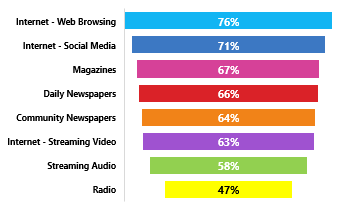 Internet - Web Browsing 76%
Internet - Social Media 71%
Magazines 67%
Daily Newspapers 66%
Community Newspapers 64%
Internet - Streaming Video 63%
Streaming Audio 58%
Radio 47%